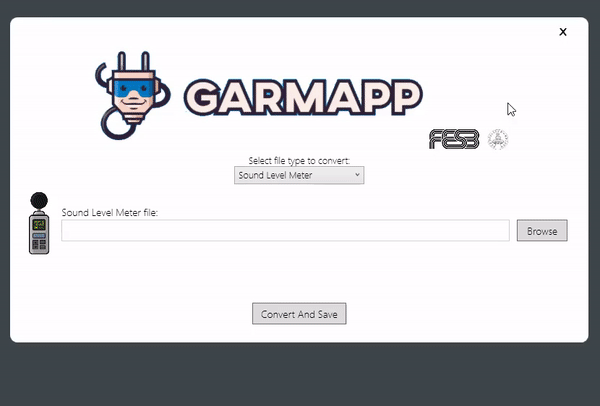 x
GARMAPP
FESB
Select file type to convert:
Sound Level Meter
Sound Level Meter file:
Browse
Convert And Save